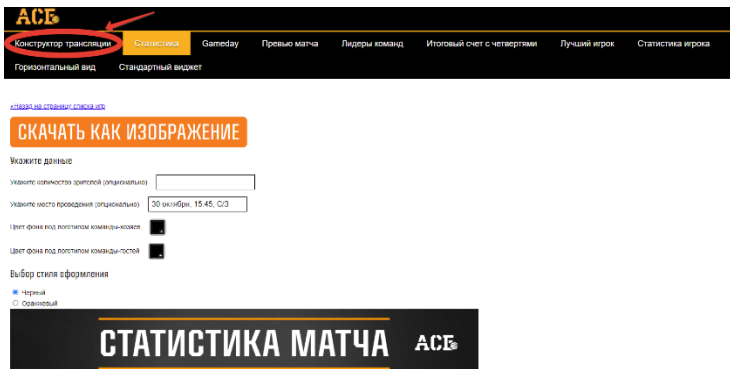 АСБ
Конструктор трансляции Статистика Gameday Превью матча Лидеры команд Итоговый счет с четвертями Лучший игрок Статистика игрока
Горизонтальный вид Стандартный виджет
«Назад на страницу списка игр
СКАЧАТЬ КАК ИЗОБРАЖЕНИЕ
Укажите данные
Укажите количество зрителей (опционально)
Укажите место проведения (опционально) 30 октября, 15:45, С/З
Цвет фона под логотипом команды-хозяев
Цвет фона под логотипом команды-гостей
Выбор стиля оформления
Черный
Оранжевый
СТАТИСТИКА МАТЧА АСБ